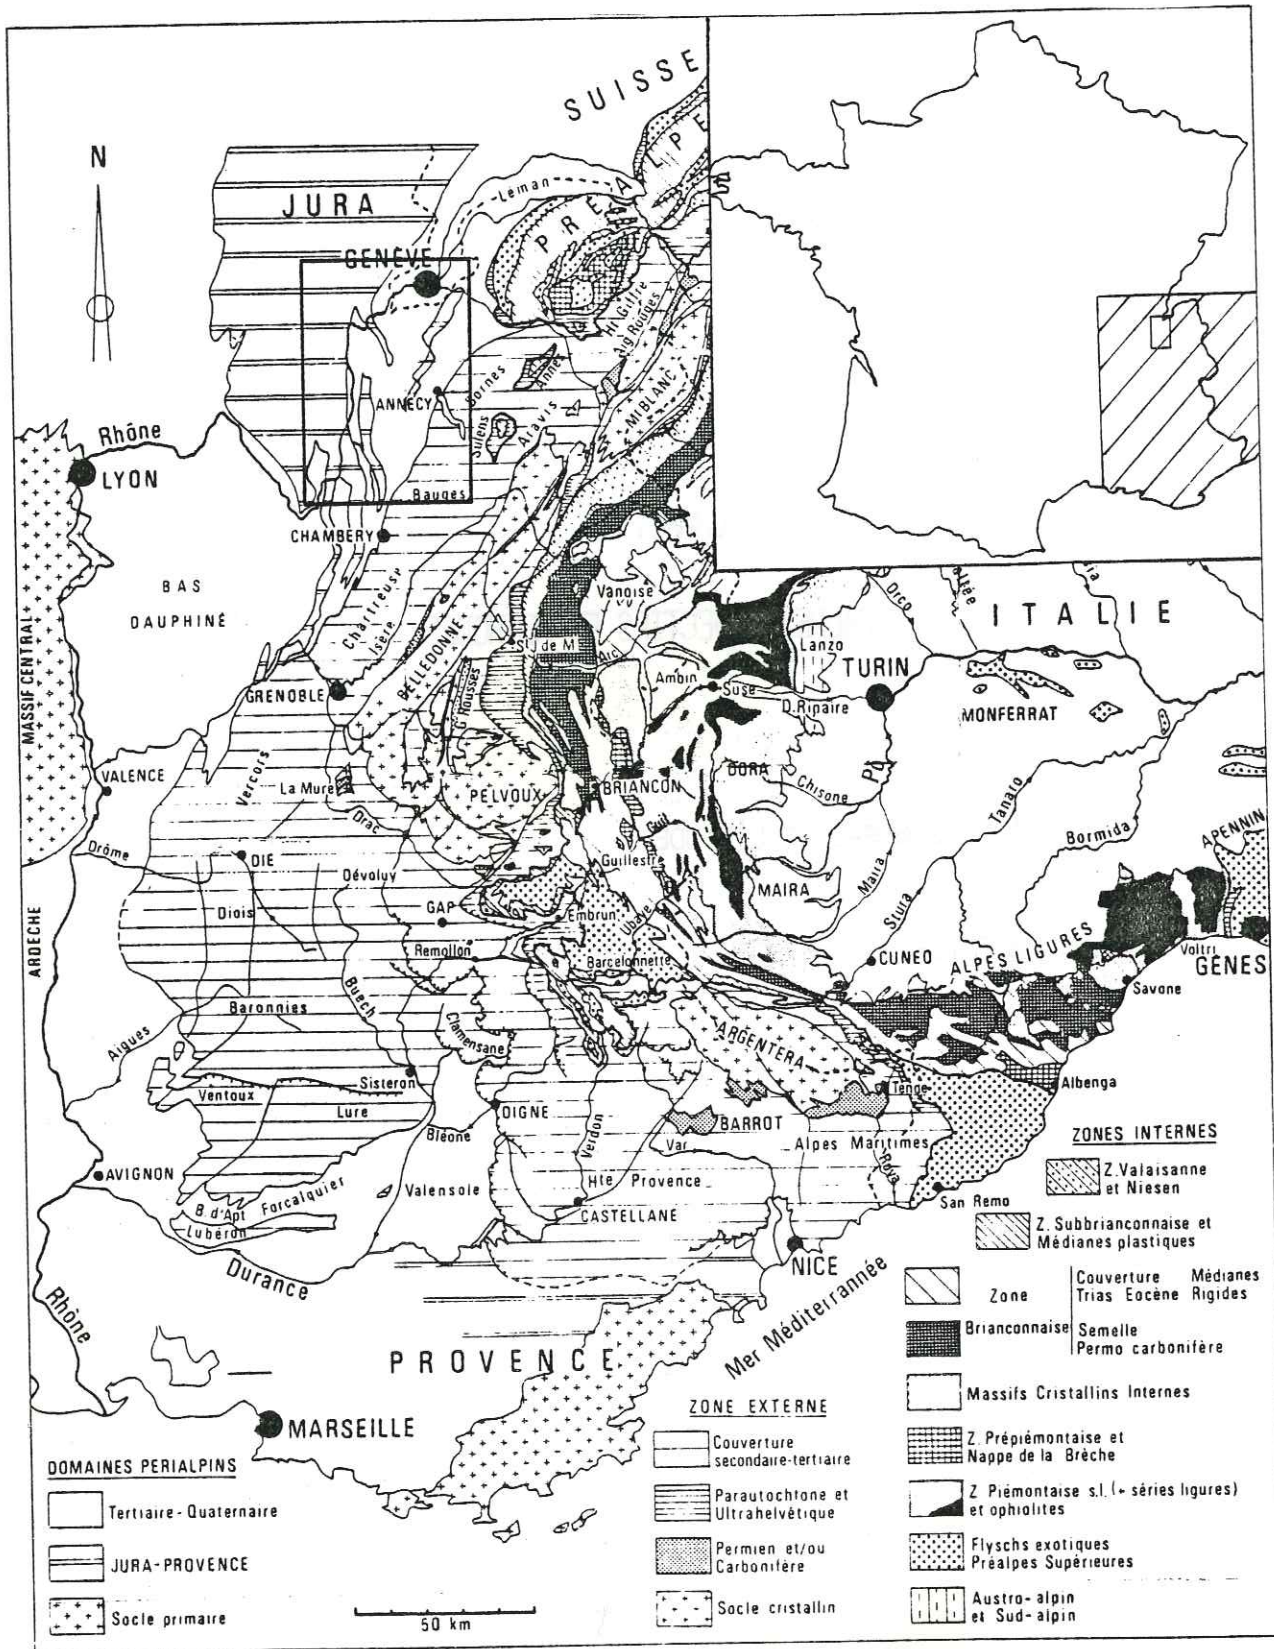 SUISSE
N
PREALPE
Leman
JURA
GENÈVE
Ht Giffre
Aig Rouges
Annes
Bornes
ANNECY
MtBLANC
Sulens
Aravis
Rhône
LYON
Bauges
CHAMBERY
BAS
DAUPHINÉ
Chartreuse
Isère
Vanoise
Orco
ITALIE
MASSIF CENTRAL
BELLEDONNE
St J de M
Arc
Lanzo
TURIN
Ambin
Suse
GRENOBLE
Gdes Rousses
D.Ripaire
MONFERRAT
Vercors
VALENCE
La Mure
PELVOUX
BRIANCON
DORA
Chisone
Pô
Tanaro
Drac
Bormida
APENNIN
Drôme
DIE
Guil
Guillestre
Dévoluy
MAIRA
Maira
Stura
ARDECHE
Diois
GAP
Embrun
Ubaye
Remollon
Barcelonnette
CUNEO
ALPES LIGURES
Voltri
GÊNES
Savone
Baronnies
Buech
Aigues
Clamensane
ARGENTERA
Sisteron
Ventoux
Lure
Tende
Albenga
DIGNE
Bléone
Verdon
BARROT
Var
Alpes Maritimes
Roya
AVIGNON
Hte Provence
Valensole
B. d'Apt
Forcalquier
Lubéron
CASTELLANE
San Remo
Durance
NICE
Rhône
Mer Méditerrannée
PROVENCE
MARSEILLE
ZONES INTERNES
Z.Valaisanne
et Niesen
Z. Subbrianconnaise et
Médianes plastiques
Zone
Brianconnaise
Couverture Médianes
Trias Eocène Rigides
Semelle
Permo carbonifère
Massifs Cristallins Internes
Z. Prépiémontaise et
Nappe de la Brèche
Z Piémontaise s.l. (+ séries ligures)
et ophiolites
Flyschs exotiques
Préalpes Supérieures
Austro-alpin
et Sud-alpin
ZONE EXTERNE
Couverture
secondaire-tertiaire
Parautochtone et
Ultrahelvétique
Permien et/ou
Carbonifère
Socle cristallin
DOMAINES PERIALPINS
Tertiaire-Quaternaire
JURA-PROVENCE
Socle primaire
50 km